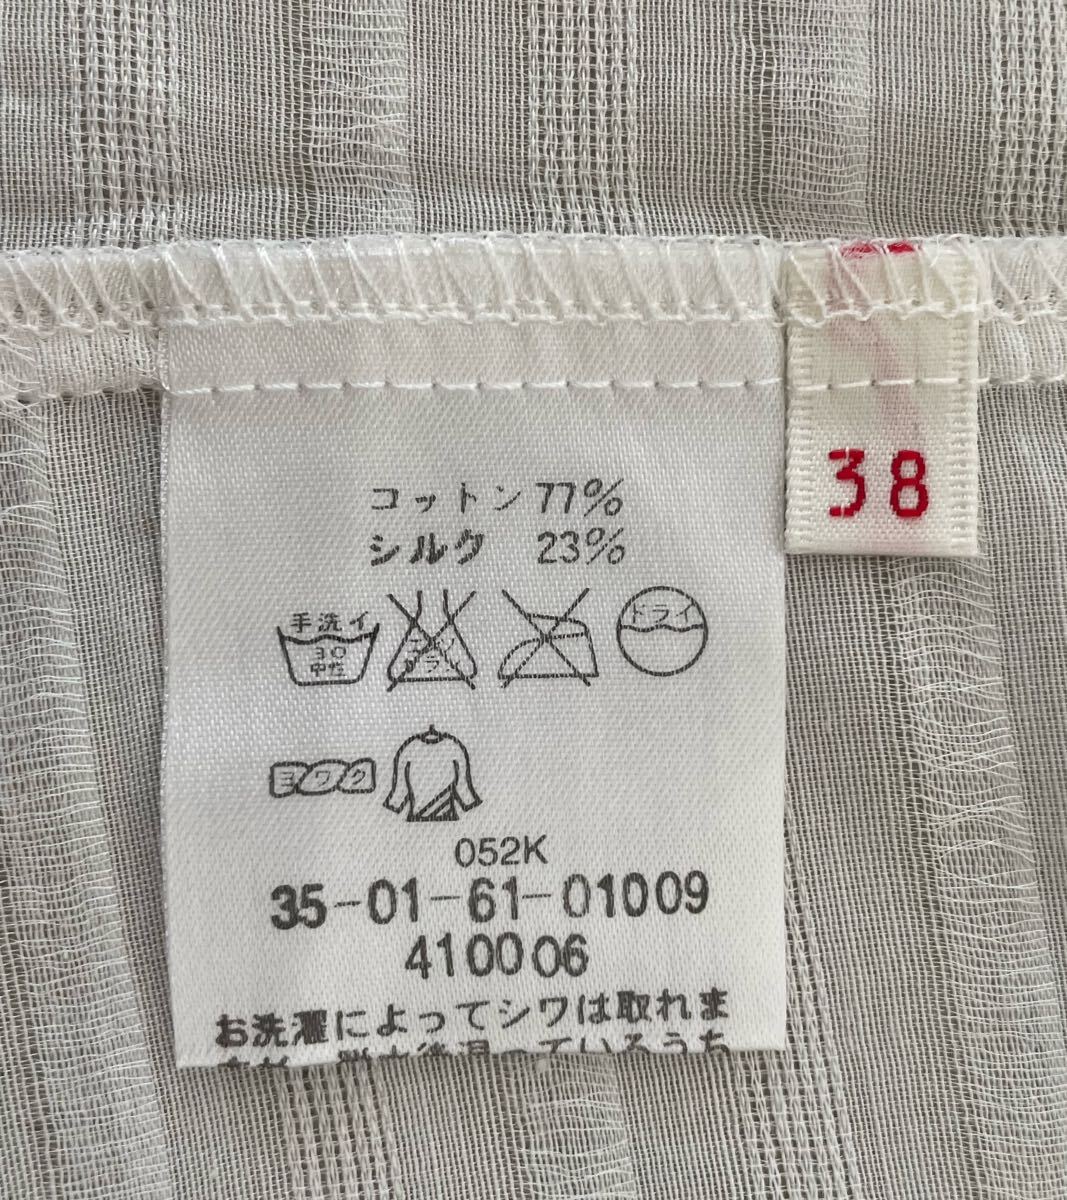 38
コットン 77%
シルク 23%
手洗イ
30
中性
ドライ
ヨワク
052K
35-01-61-01009
410006
お洗濯によってシワは取れま